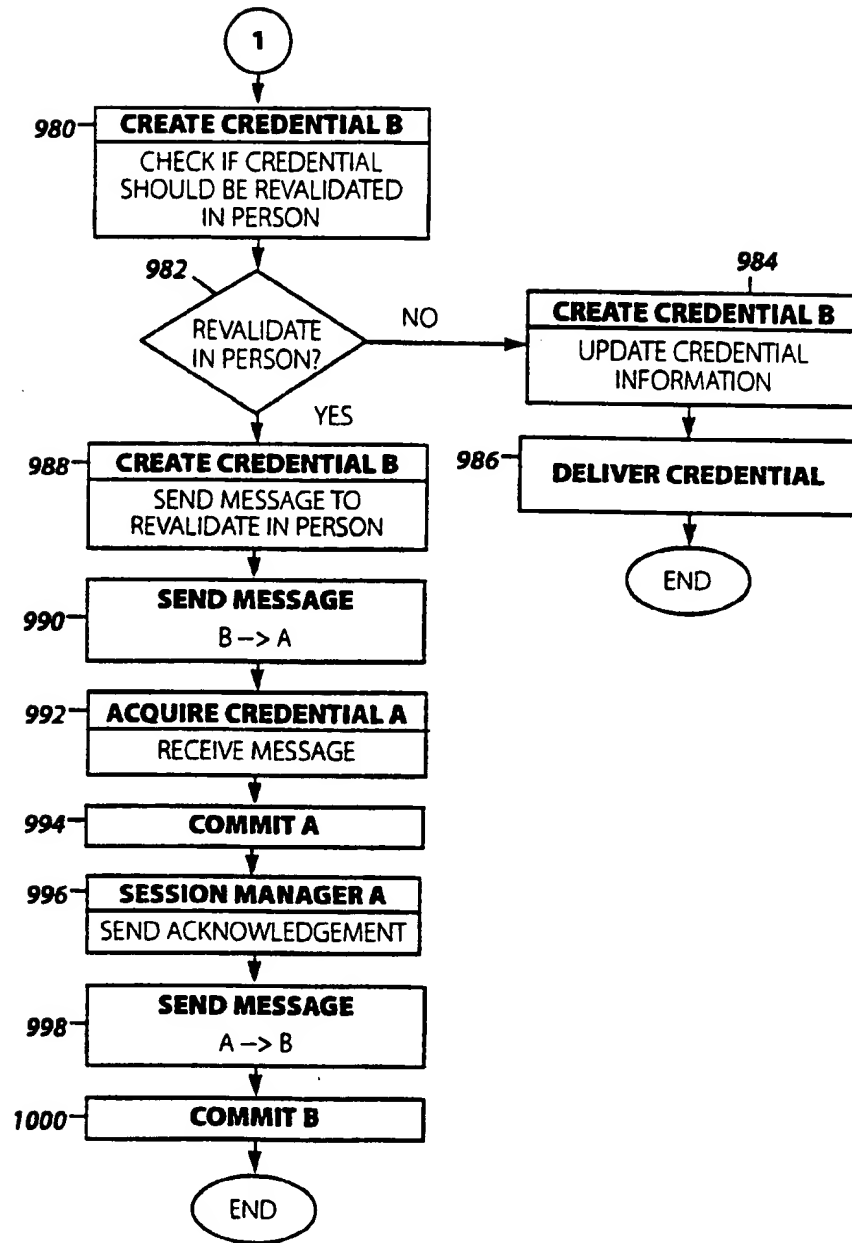 1
980
CREATE CREDENTIAL B
CHECK IF CREDENTIAL
SHOULD BE REVALIDATED
IN PERSON
982
REVALIDATE
IN PERSON?
NO
YES
984
CREATE CREDENTIAL B
UPDATE CREDENTIAL
INFORMATION
986
DELIVER CREDENTIAL
END
988
CREATE CREDENTIAL B
SEND MESSAGE TO
REVALIDATE IN PERSON
990
SEND MESSAGE
B —> A
992
ACQUIRE CREDENTIAL A
RECEIVE MESSAGE
994
COMMIT A
996
SESSION MANAGER A
SEND ACKNOWLEDGEMENT
998
SEND MESSAGE
A —> B
1000
COMMIT B
END